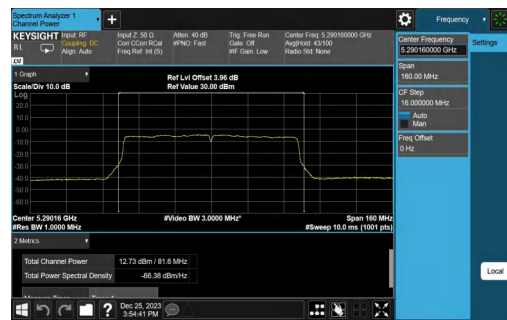 Spectrum Analyzer 1
Channel Power
Frequency
KEYSIGHT
RL
Input: RF
Coupling: DC
Align: Auto
Input Z: 50 Ω
Corr CCorr RCal
Freq Ref: Int (S)
Atten: 40 dB
#PNO: Fast
Trig: Free Run
Gate: Off
#IF Gain: Low
Center Freq: 5.290160000 GHz
Avg|Hold: 43/100
Radio Std: None
LV
Center Frequency
5.290160000 GHz
Settings
Span
160.00 MHz
CF Step
16.000000 MHz
Auto
Man
Freq Offset
0 Hz
Local
1 Graph
Scale/Div 10.0 dB
Ref Lvl Offset 3.96 dB
Ref Value 30.00 dBm
Log
20.0
10.0
0.00
-10.0
-20.0
-30.0
-40.0
-50.0
-60.0
Center 5.29016 GHz
#Res BW 1.0000 MHz
#Video BW 3.0000 MHz*
Span 160 MHz
#Sweep 10.0 ms (1001 pts)
2 Metrics
Total Channel Power 12.73 dBm / 81.6 MHz
Total Power Spectral Density -66.38 dBm/Hz
?
Dec 25, 2023
3:54:41 PM